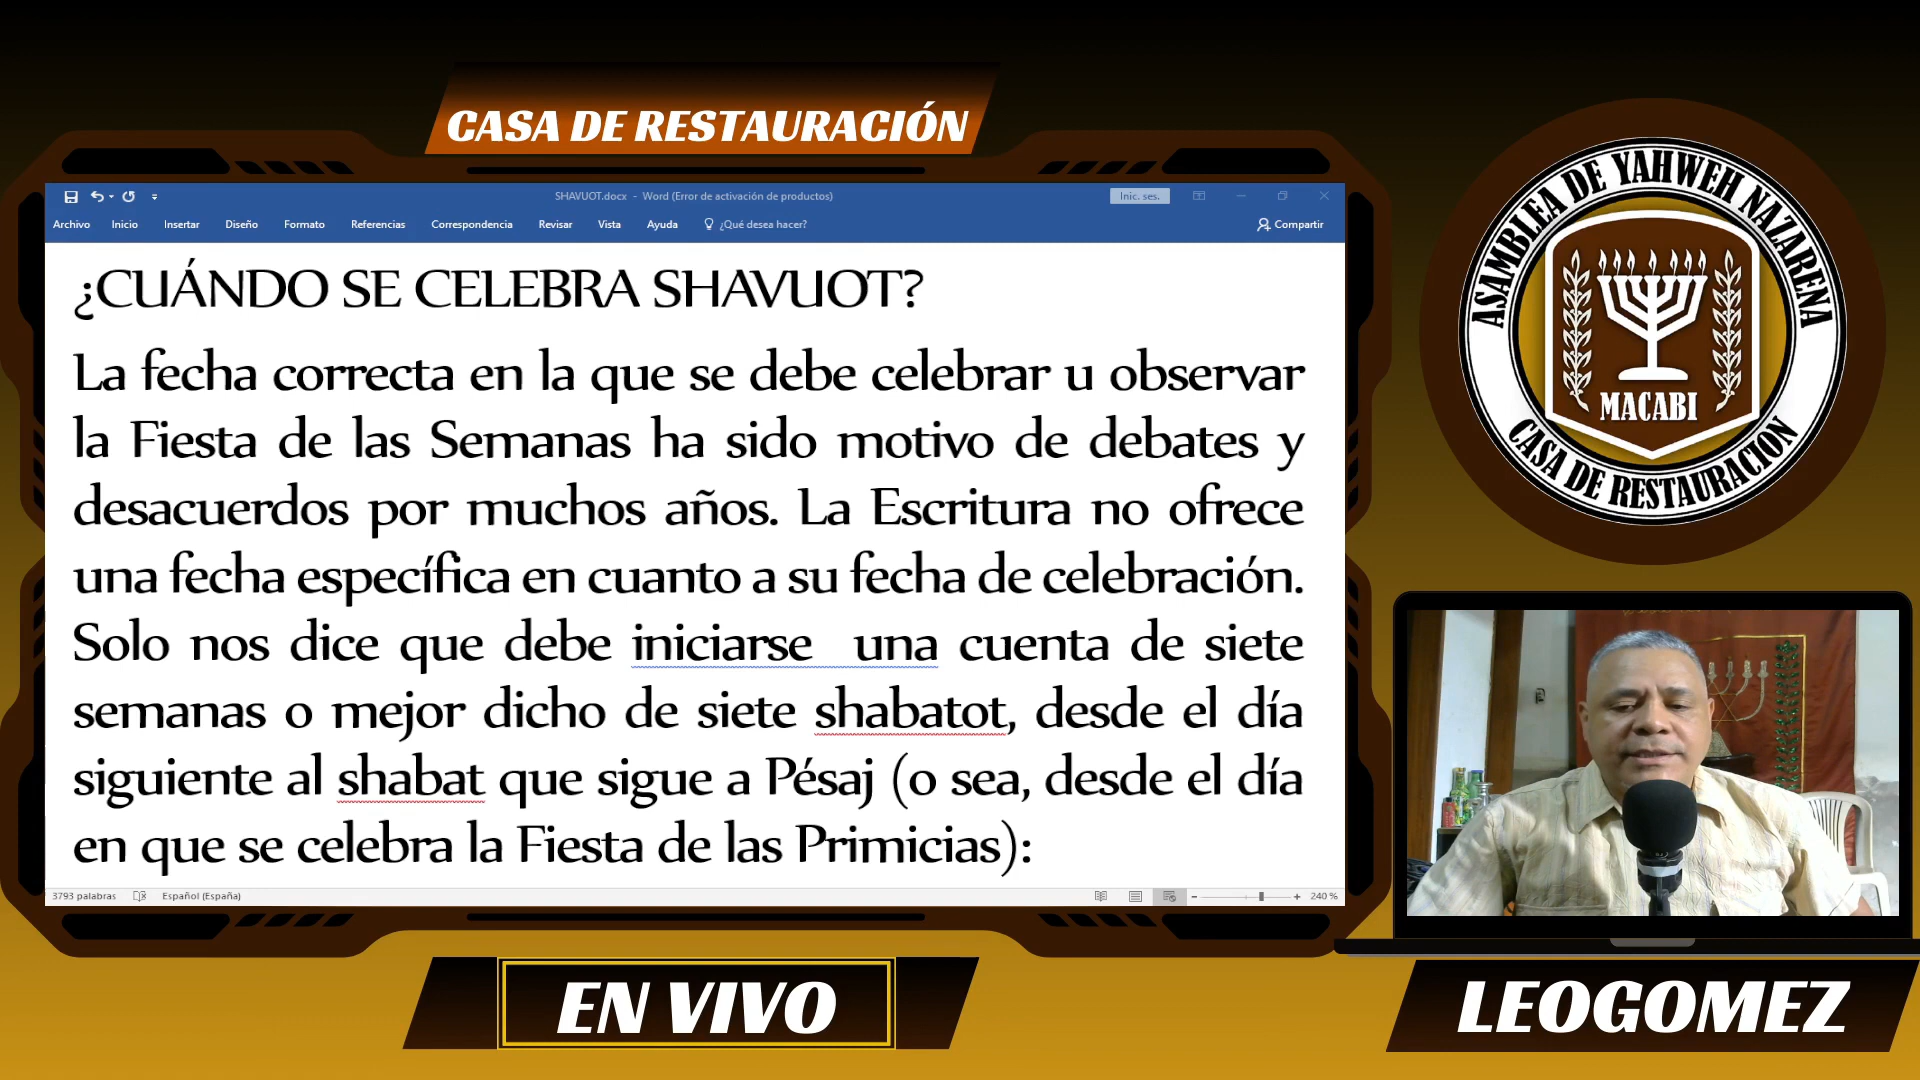 CASA DE RESTAURACIÓN
SHAVUOT.docx - Word (Error de activación de productos)
Inic. ses.
Archivo Inicio Insertar Diseño Formato Referencias Correspondencia Revisar Vista Ayuda ¿Qué desea hacer? Compartir
¿CUÁNDO SE CELEBRA SHAVUOT?
La fecha correcta en la que se debe celebrar u observar
la Fiesta de las Semanas ha sido motivo de debates y
desacuerdos por muchos años. La Escritura no ofrece
una fecha específica en cuanto a su fecha de celebración.
Solo nos dice que debe iniciarse una cuenta de siete
semanas o mejor dicho de siete shabatot, desde el día
siguiente al shabat que sigue a Pésaj (o sea, desde el día
en que se celebra la Fiesta de las Primicias):
3793 palabras Español (España) 240 %
ASAMBLEA DE YAHWEH NAZARENA
MACABI
CASA DE RESTAURACION
EN VIVO
LEOGOMEZ